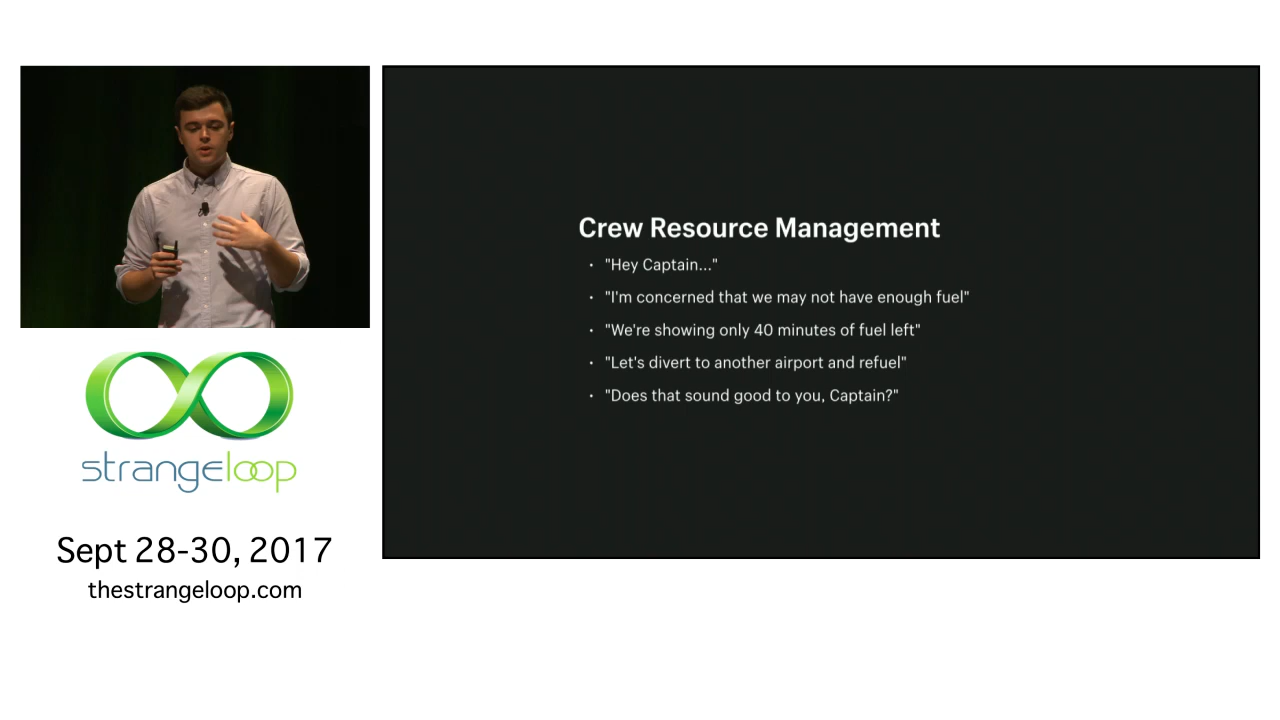 Crew Resource Management
· "Hey Captain..."
· "I'm concerned that we may not have enough fuel"
· "We're showing only 40 minutes of fuel left"
· "Let's divert to another airport and refuel"
· "Does that sound good to you, Captain?"
strangeloop
Sept 28-30, 2017
thestrangeloop.com